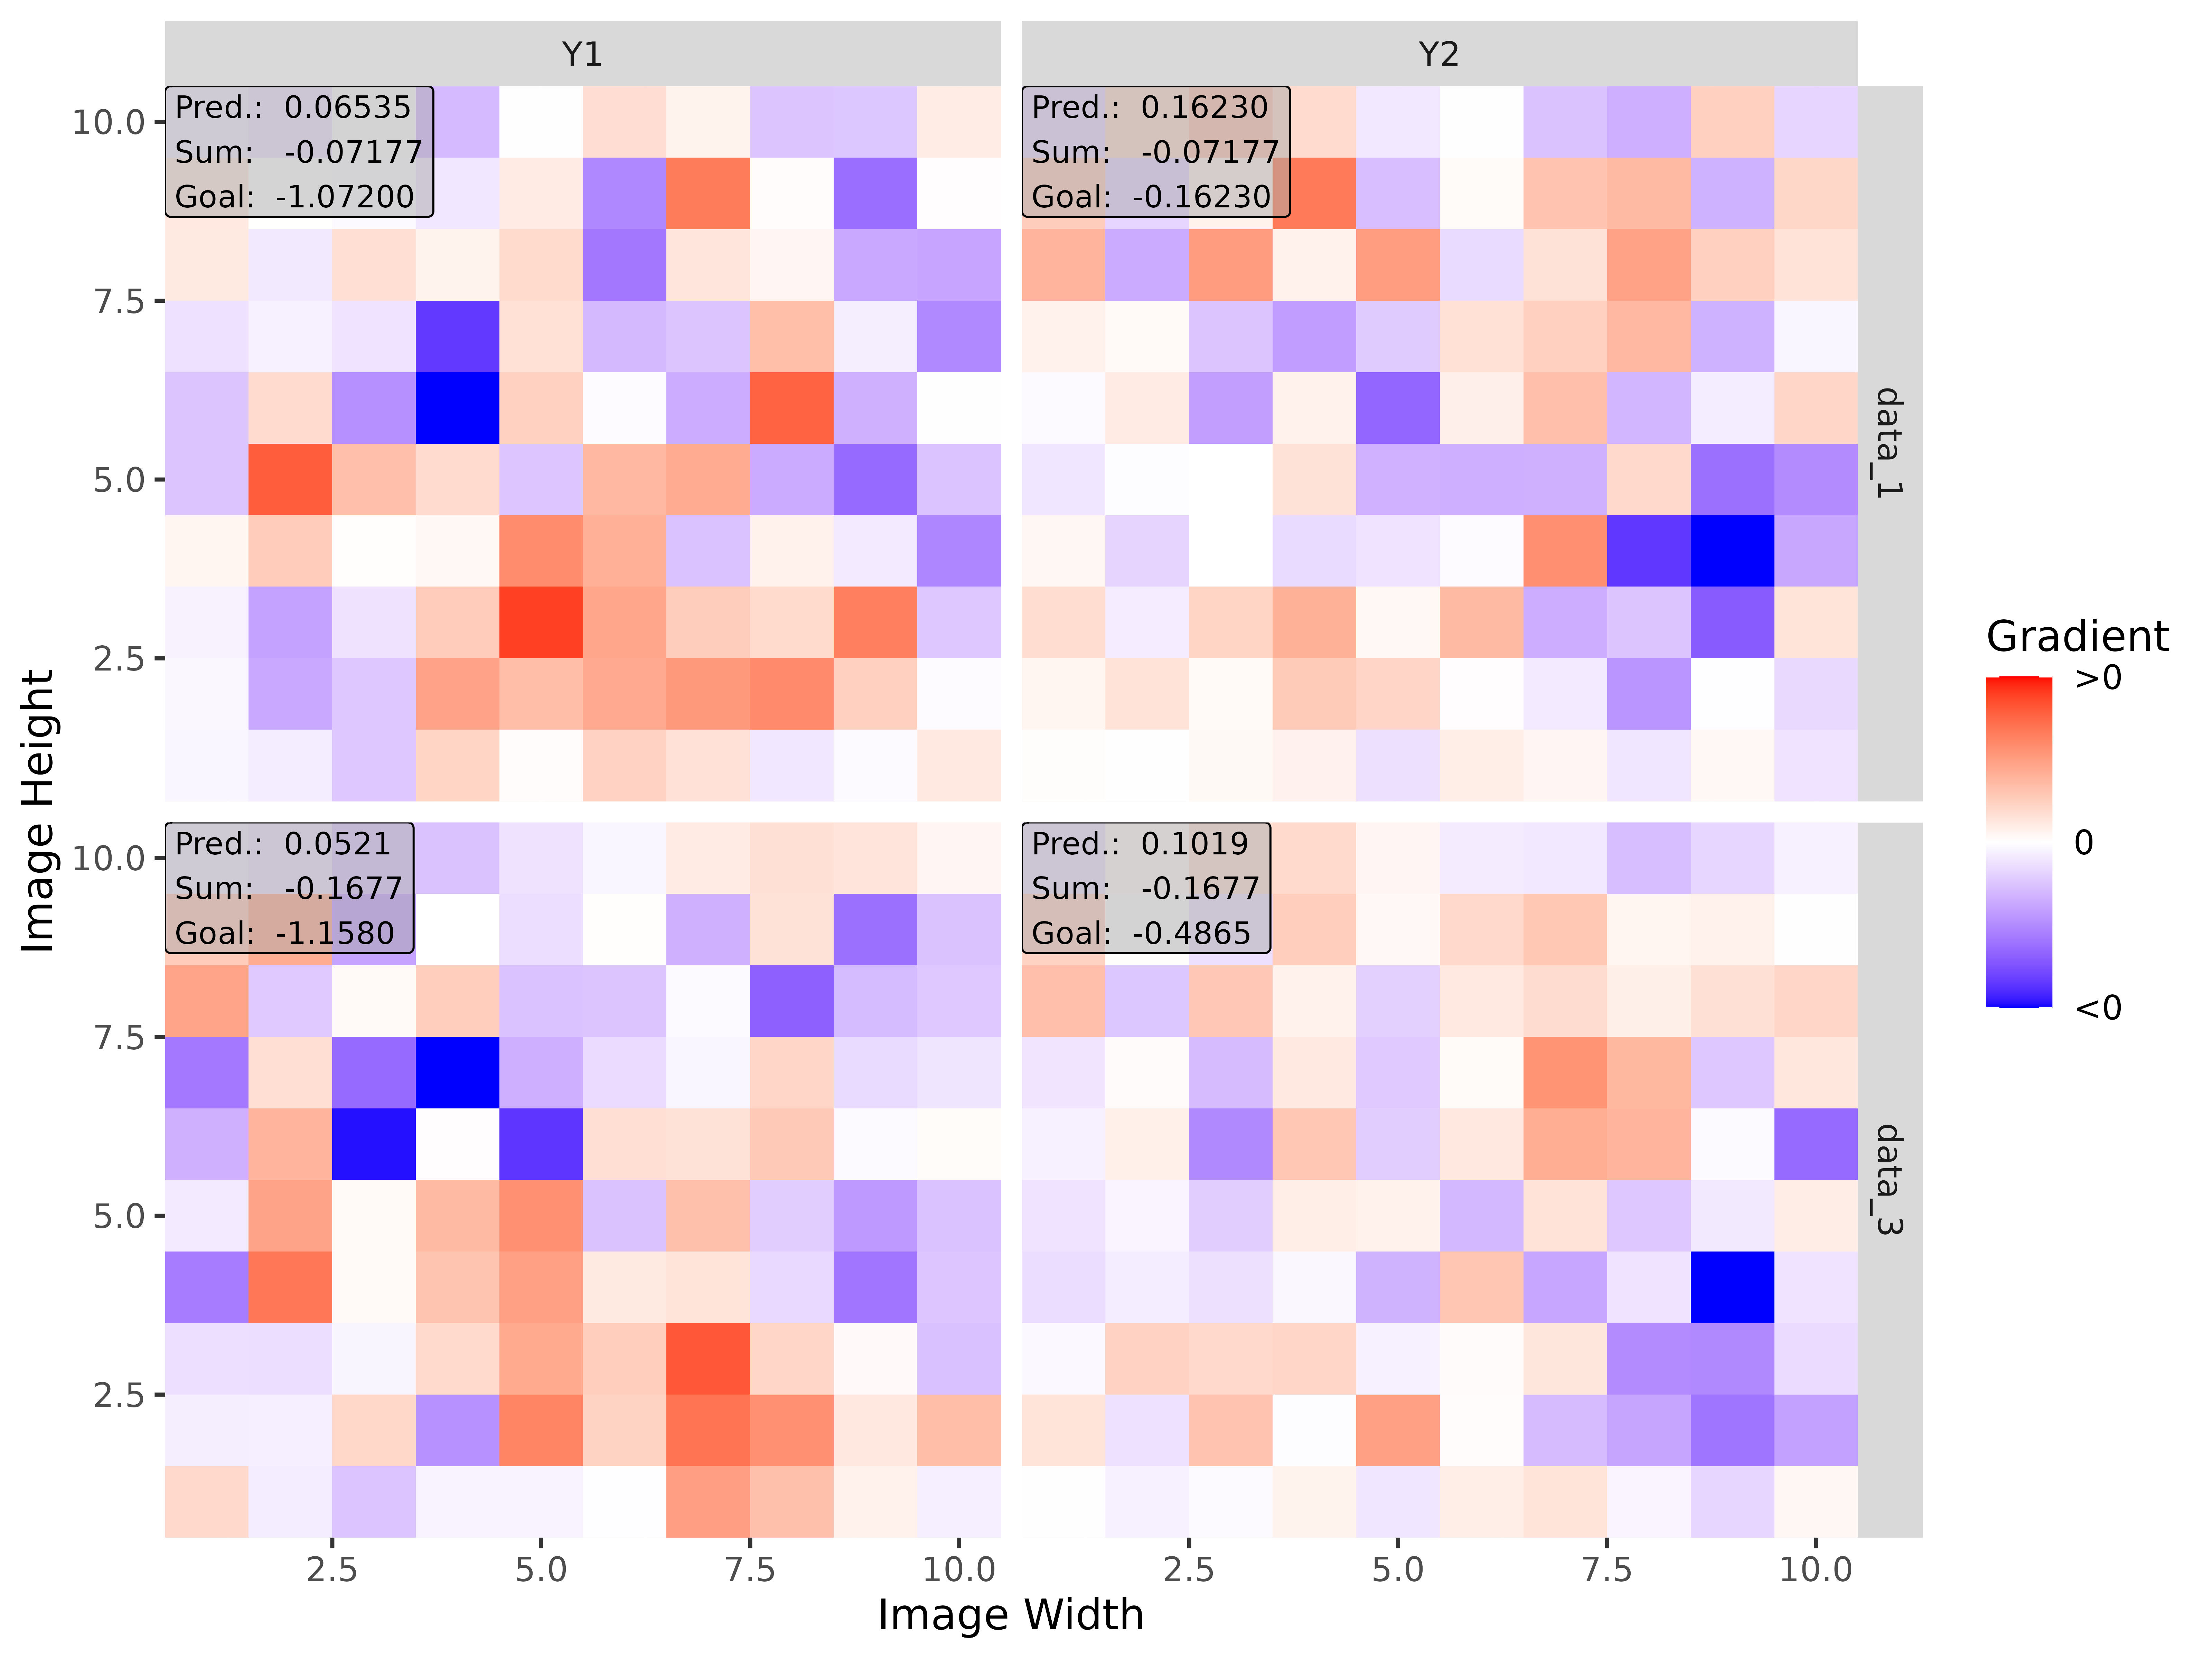 Y1
Y2
Pred.: 0.06535
Sum: -0.07177
Goal: -1.07200
Pred.: 0.16230
Sum: -0.07177
Goal: -0.16230
10.0
7.5
5.0
2.5
data_1
Pred.: 0.0521
Sum: -0.1677
Goal: -1.1580
Pred.: 0.1019
Sum: -0.1677
Goal: -0.4865
10.0
7.5
5.0
2.5
data_3
2.5 5.0 7.5 10.0
2.5 5.0 7.5 10.0
Image Width
Image Height
Gradient
>0
0
<0